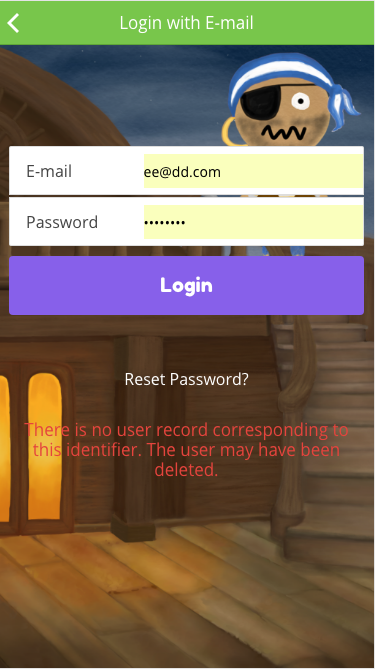 Login with E-mail
E-mail ee@dd.com
Password ••••••••
Login
Reset Password?
There is no user record corresponding to
this identifier. The user may have been
deleted.